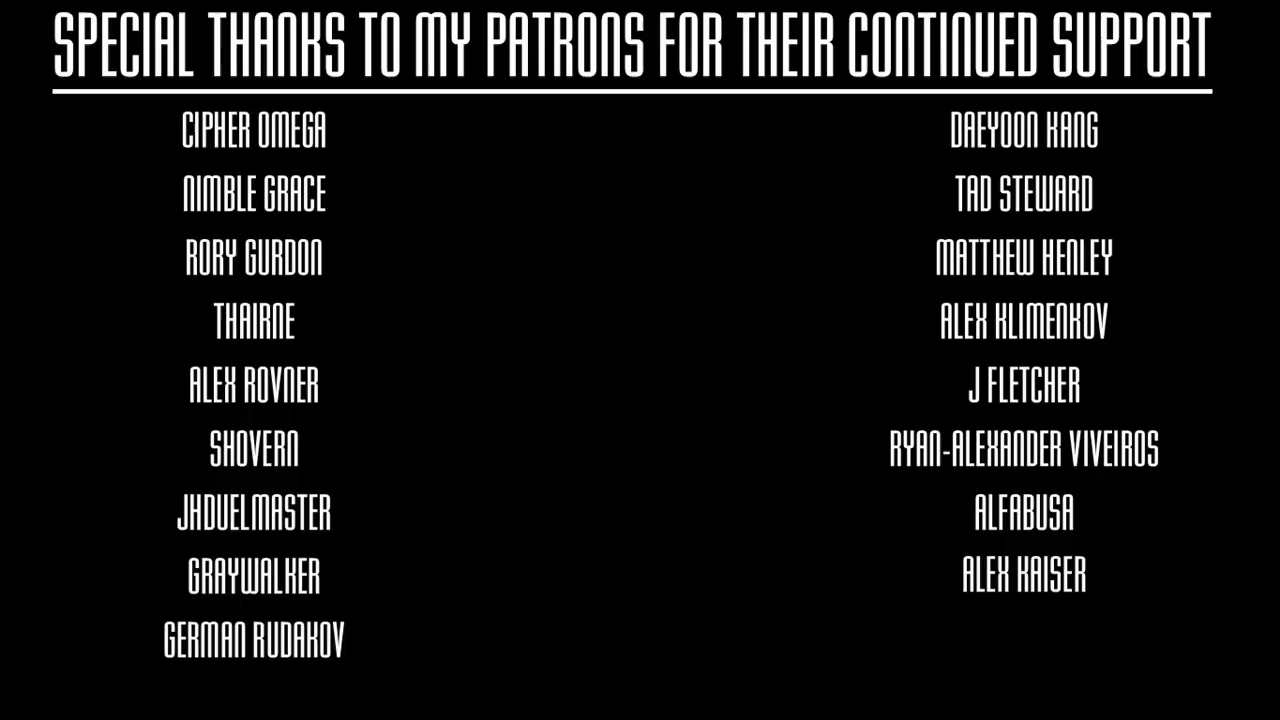 SPECIAL THANKS TO MY PATRONS FOR THEIR CONTINUED SUPPORT
CIPHER OMEGA
NIMBLE GRACE
RORY GURDON
THAIRNE
ALEX ROVNER
SHOVERN
JHDUELMASTER
GRAYWALKER
GERMAN RUDAKOV
DAEYOON KANG
TAD STEWARD
MATTHEW HENLEY
ALEX KLIMENKOV
J FLETCHER
RYAN-ALEXANDER VIVEIROS
ALFABUSA
ALEX KAISER